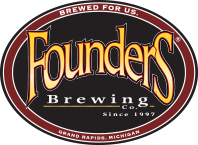 BREWED FOR US.
FOUNDERS®
Brewing
Co.
Since 1997
GRAND RAPIDS, MICHIGAN